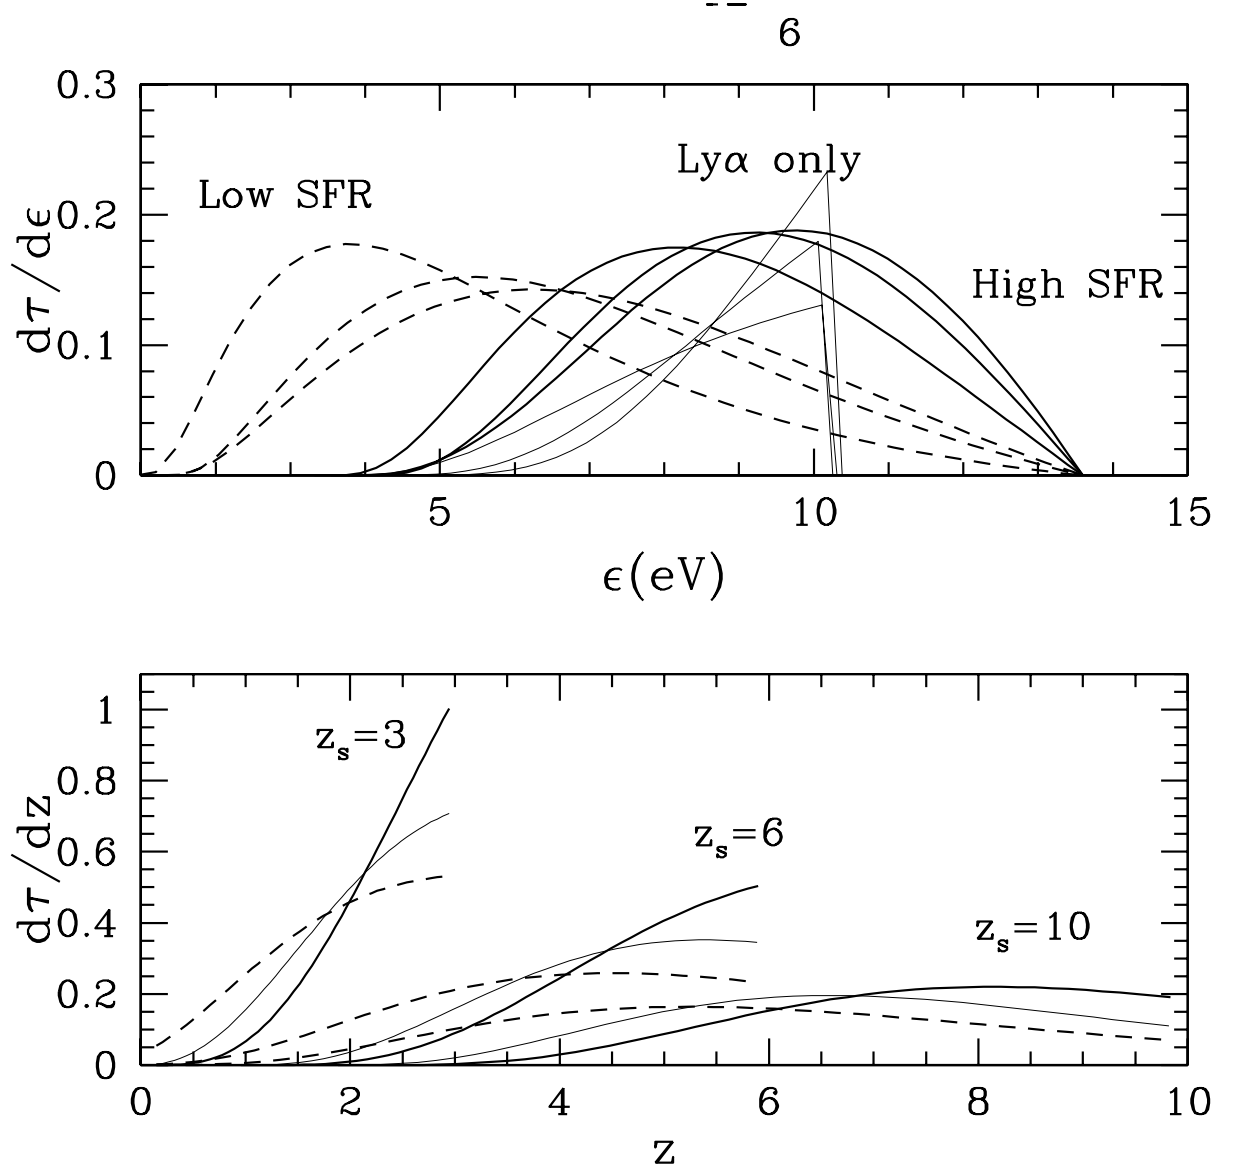 6
0.3
Lyα only
Low SFR
0.2
High SFR
dτ/dϵ
0.1
0
5 10 15
ϵ(eV)
1
z_s=3
0.8
z_s=6
0.6
dτ/dz
0.4
z_s=10
0.2
0
0 2 4 6 8 10
z